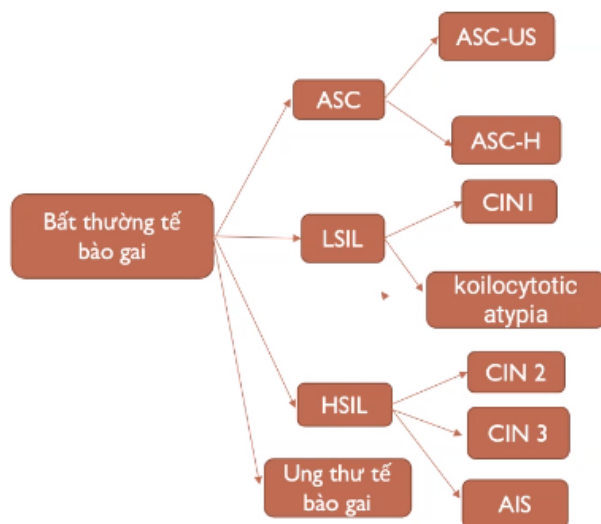 ASC-US
ASC
ASC-H
Bất thường tế
bào gai
CIN1
LSIL
koilocytotic
atypia
CIN 2
HSIL
CIN 3
Ung thư tế
bào gai
AIS